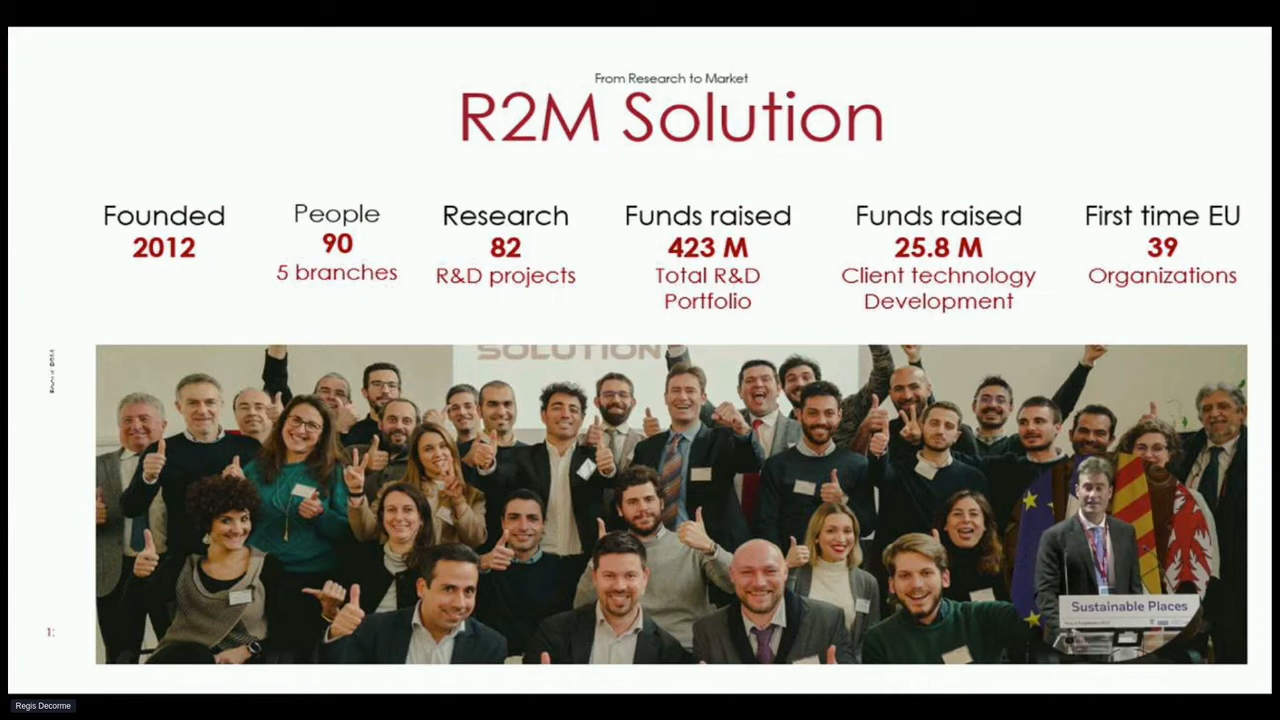 From Research to Market
R2M Solution
Founded
2012
People
90
5 branches
Research
82
R&D projects
Funds raised
423 M
Total R&D
Portfolio
Funds raised
25.8 M
Client technology
Development
First time EU
39
Organizations
SOLUTION
Sustainable Places
1:
Regis Decorme